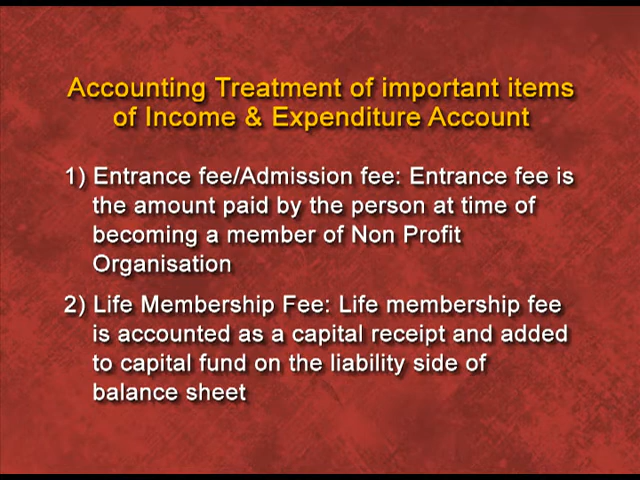 Accounting Treatment of important items
of Income & Expenditure Account
1) Entrance fee/Admission fee: Entrance fee is
the amount paid by the person at time of
becoming a member of Non Profit
Organisation
2) Life Membership Fee: Life membership fee
is accounted as a capital receipt and added
to capital fund on the liability side of
balance sheet